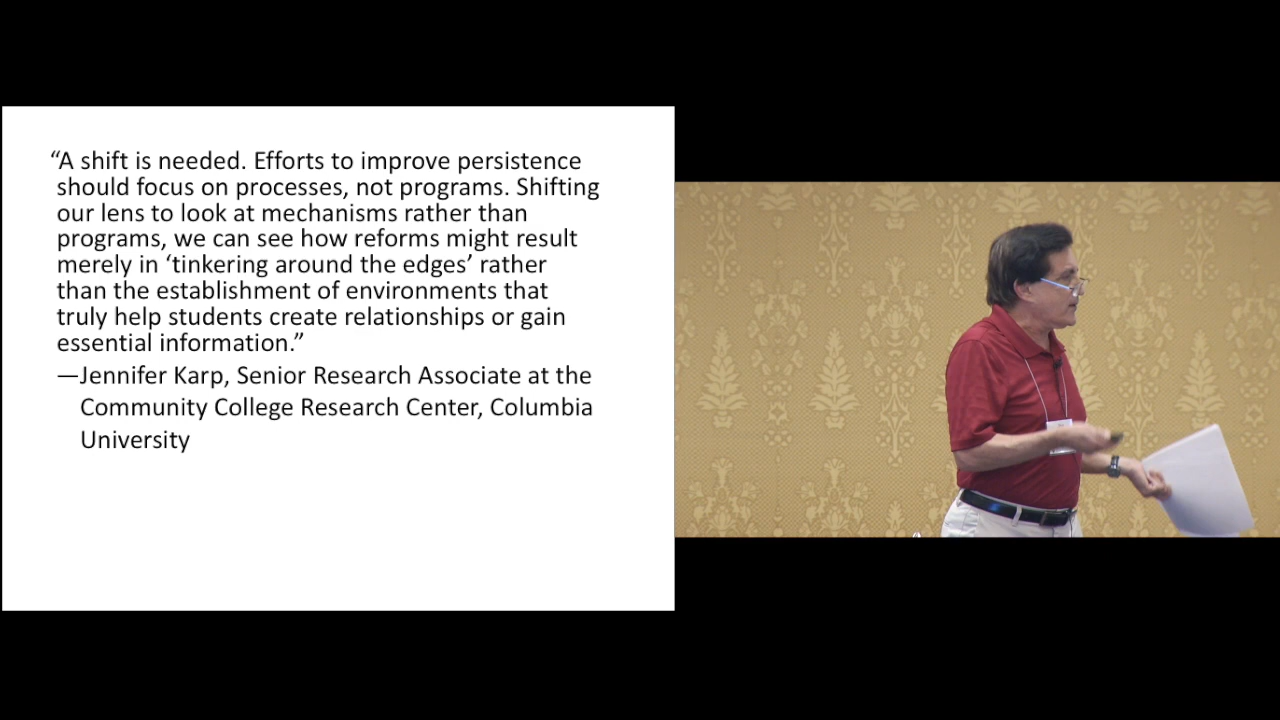 “A shift is needed. Efforts to improve persistence
should focus on processes, not programs. Shifting
our lens to look at mechanisms rather than
programs, we can see how reforms might result
merely in ‘tinkering around the edges’ rather
than the establishment of environments that
truly help students create relationships or gain
essential information.”
—Jennifer Karp, Senior Research Associate at the
Community College Research Center, Columbia
University